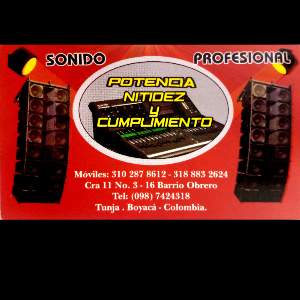 SONIDO PROFESIONAL
POTENCIA
NITIDEZ
y
CUMPLIMIENTO
Móviles: 310 287 8612 - 318 883 2624
Cra 11 No. 3 - 16 Barrio Obrero
Tel: (098) 7424318
Tunja . Boyacá - Colombia.